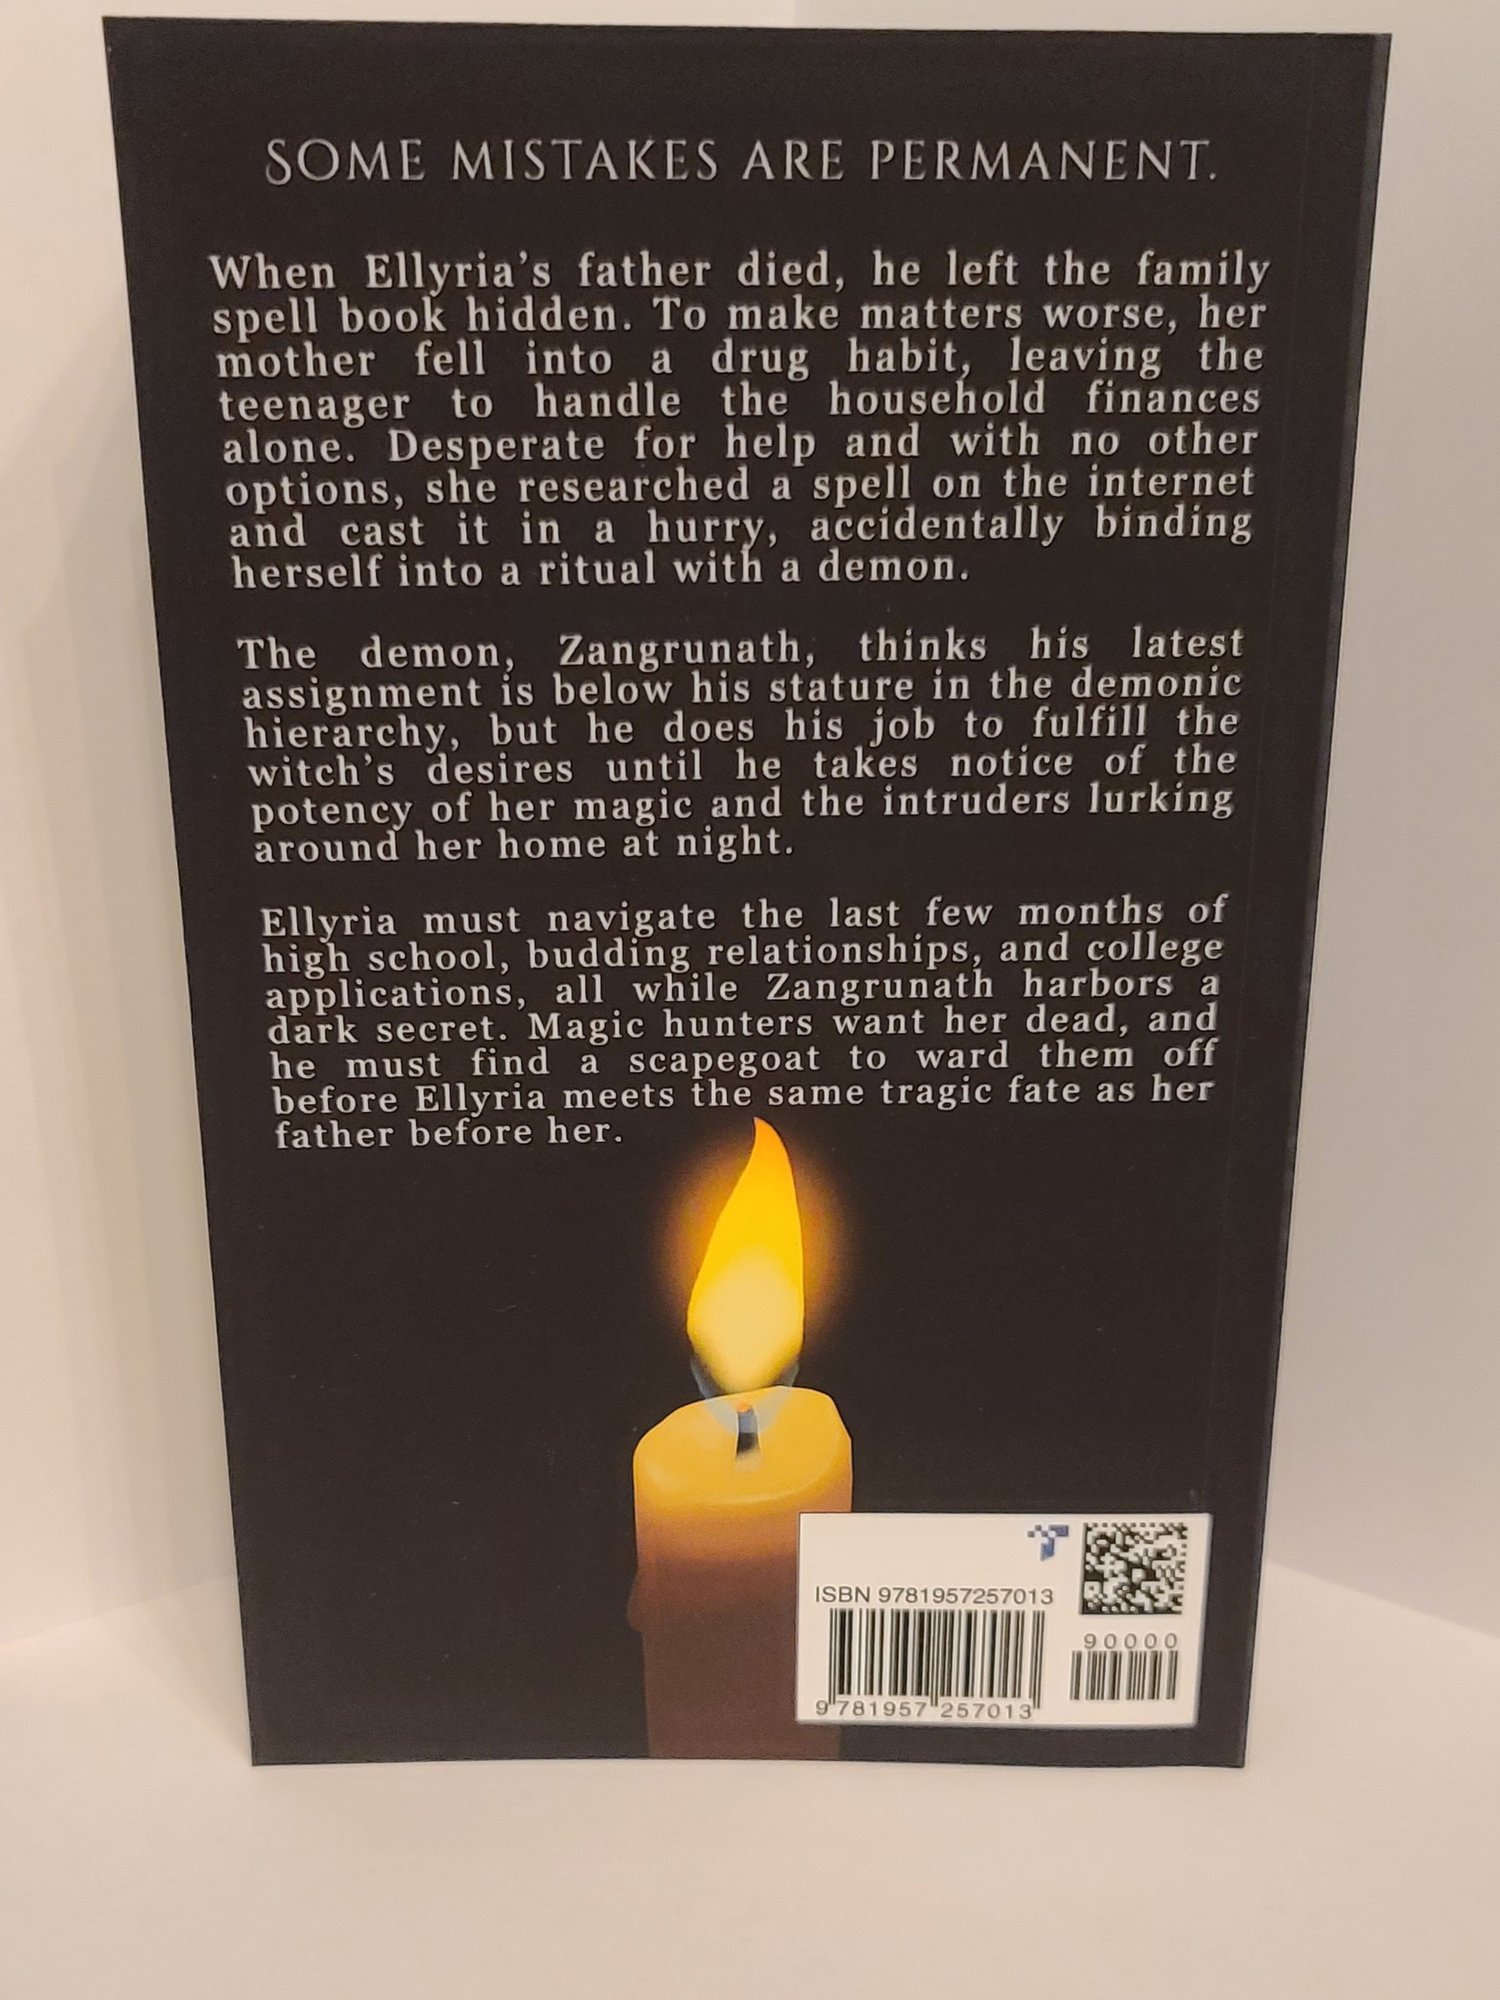 SOME MISTAKES ARE PERMANENT.
When Ellyria's father died, he left the family
spell book hidden. To make matters worse, her
mother fell into a drug habit, leaving the
teenager to handle the household finances
alone. Desperate for help and with no other
options, she researched a spell on the internet
and cast it in a hurry, accidentally binding
herself into a ritual with a demon.
The demon, Zangrunath, thinks his latest
assignment is below his stature in the demonic
hierarchy, but he does his job to fulfill the
witch's desires until he takes notice of the
potency of her magic and the intruders lurking
around her home at night.
Ellyria must navigate the last few months of
high school, budding relationships, and college
applications, all while Zangrunath harbors a
dark secret. Magic hunters want her dead, and
he must find a scapegoat to ward them off
before Ellyria meets the same tragic fate as her
father before her.
ISBN 9781957257013
90000
9 781957 257013